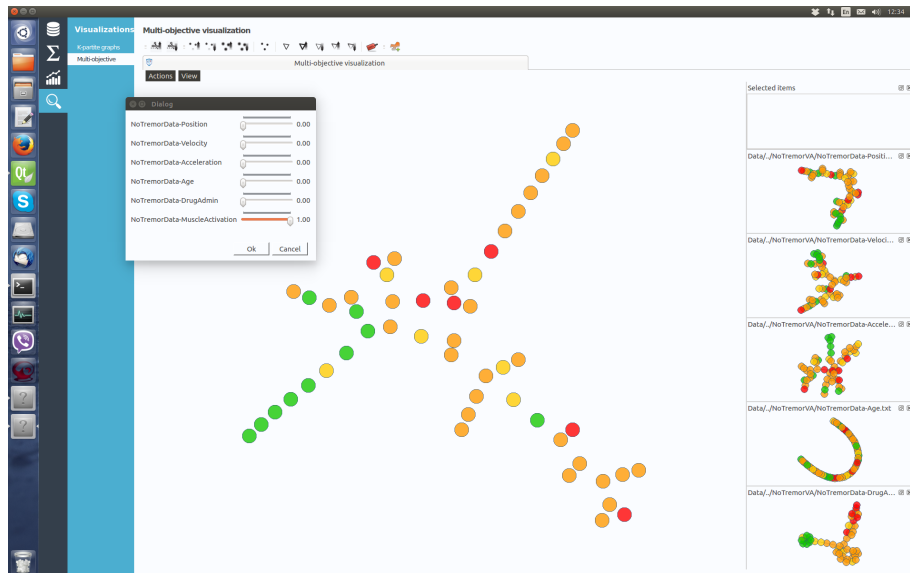 En 12:34
Visualizations
K-partite graphs
Multi-objective
Multi-objective visualization
Multi-objective visualization
Actions View
Dialog
NoTremorData-Position 0.00
NoTremorData-Velocity 0.00
NoTremorData-Acceleration 0.00
NoTremorData-Age 0.00
NoTremorData-DrugAdmin 0.00
NoTremorData-MuscleActivation 1.00
Ok Cancel
Selected items
Data/../NoTremorVA/NoTremorData-Positi...
Data/../NoTremorVA/NoTremorData-Veloci...
Data/../NoTremorVA/NoTremorData-Accele...
Data/../NoTremorVA/NoTremorData-Age.txt
Data/../NoTremorVA/NoTremorData-DrugA...
Qt
S